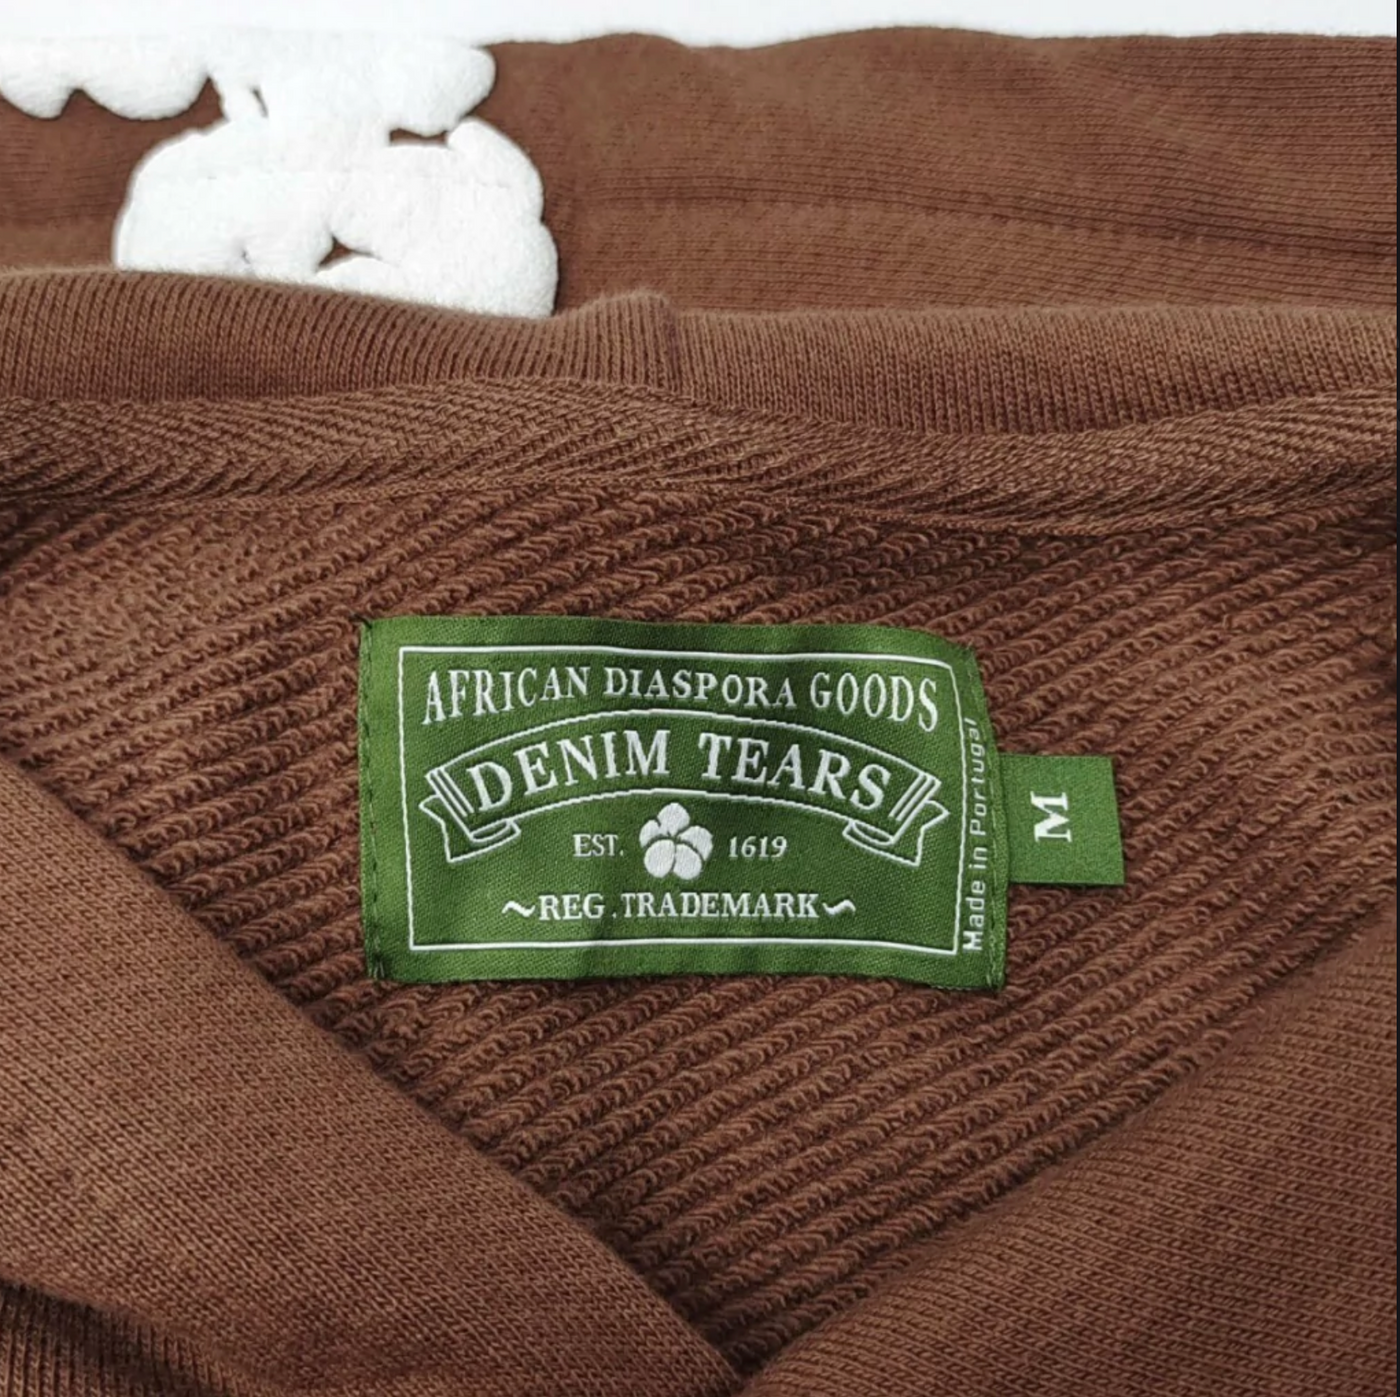 AFRICAN DIASPORA GOODS
DENIM TEARS
EST. 1619
~REG.TRADEMARK~
Made in Portugal
M